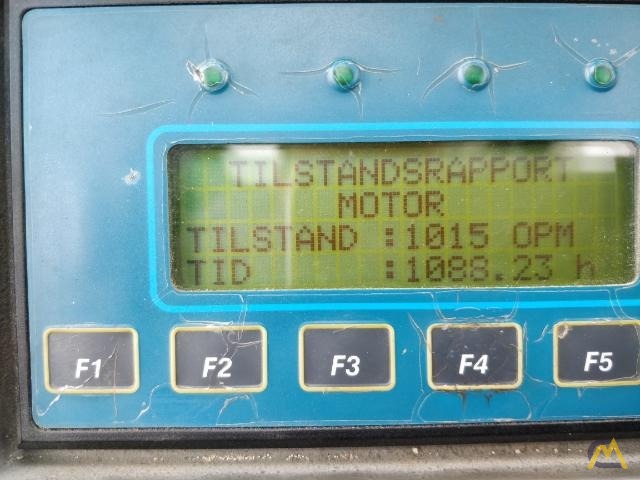 TILSTANDSRAPPORT
MOTOR
TILSTAND :1015 OPM
TID :1088.23 h
F1 F2 F3 F4 F5